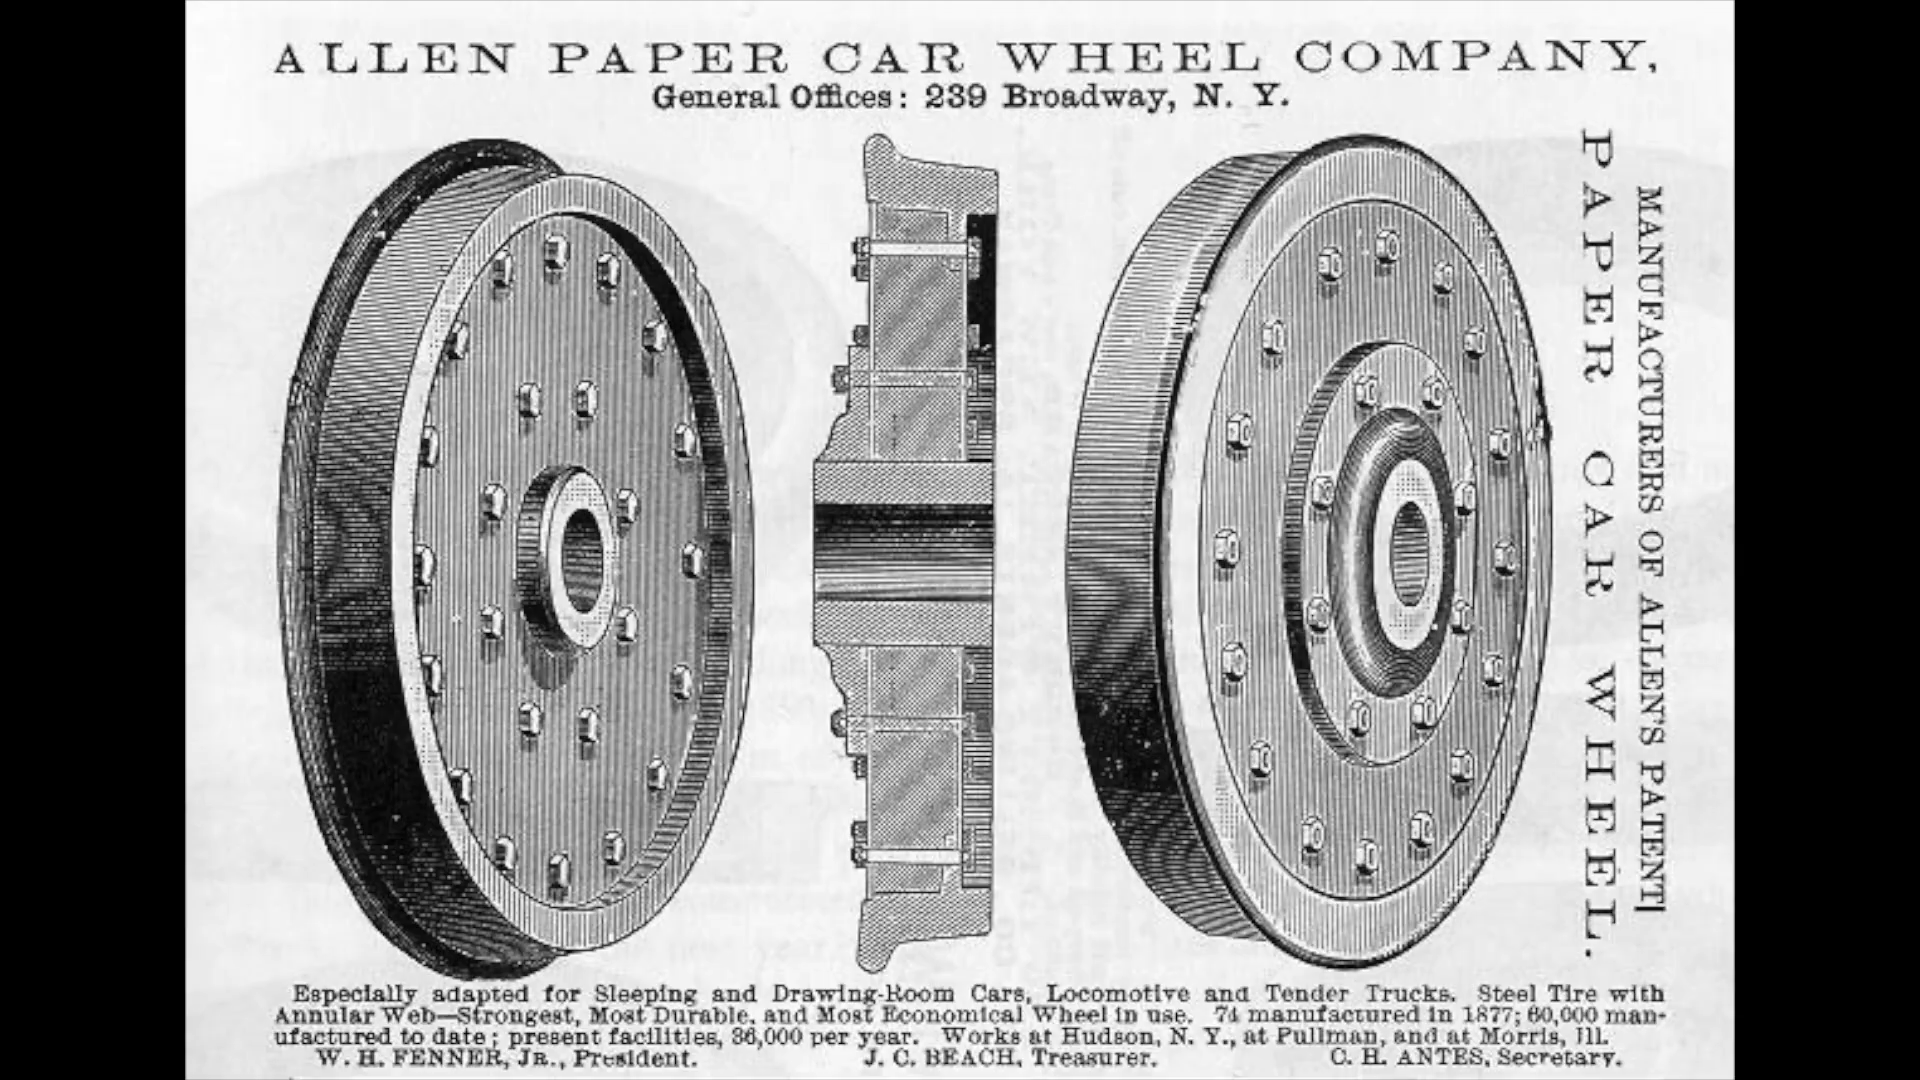 ALLEN PAPER CAR WHEEL COMPANY,
General Offices: 239 Broadway, N. Y.
MANUFACTURERS OF ALLEN'S PATENT
PAPER CAR WHEEL.
Especially adapted for Sleeping and Drawing-Room Cars, Locomotive and Tender Trucks. Steel Tire with
Annular Web—Strongest, Most Durable, and Most Economical Wheel in use. 74 manufactured in 1877; 60,000 man-
ufactured to date; present facilities, 36,000 per year. Works at Hudson, N. Y., at Pullman, and at Morris, Ill.
W. H. FENNER, JR., President. J. C. BEACH, Treasurer. C. H. ANTES, Secretary.